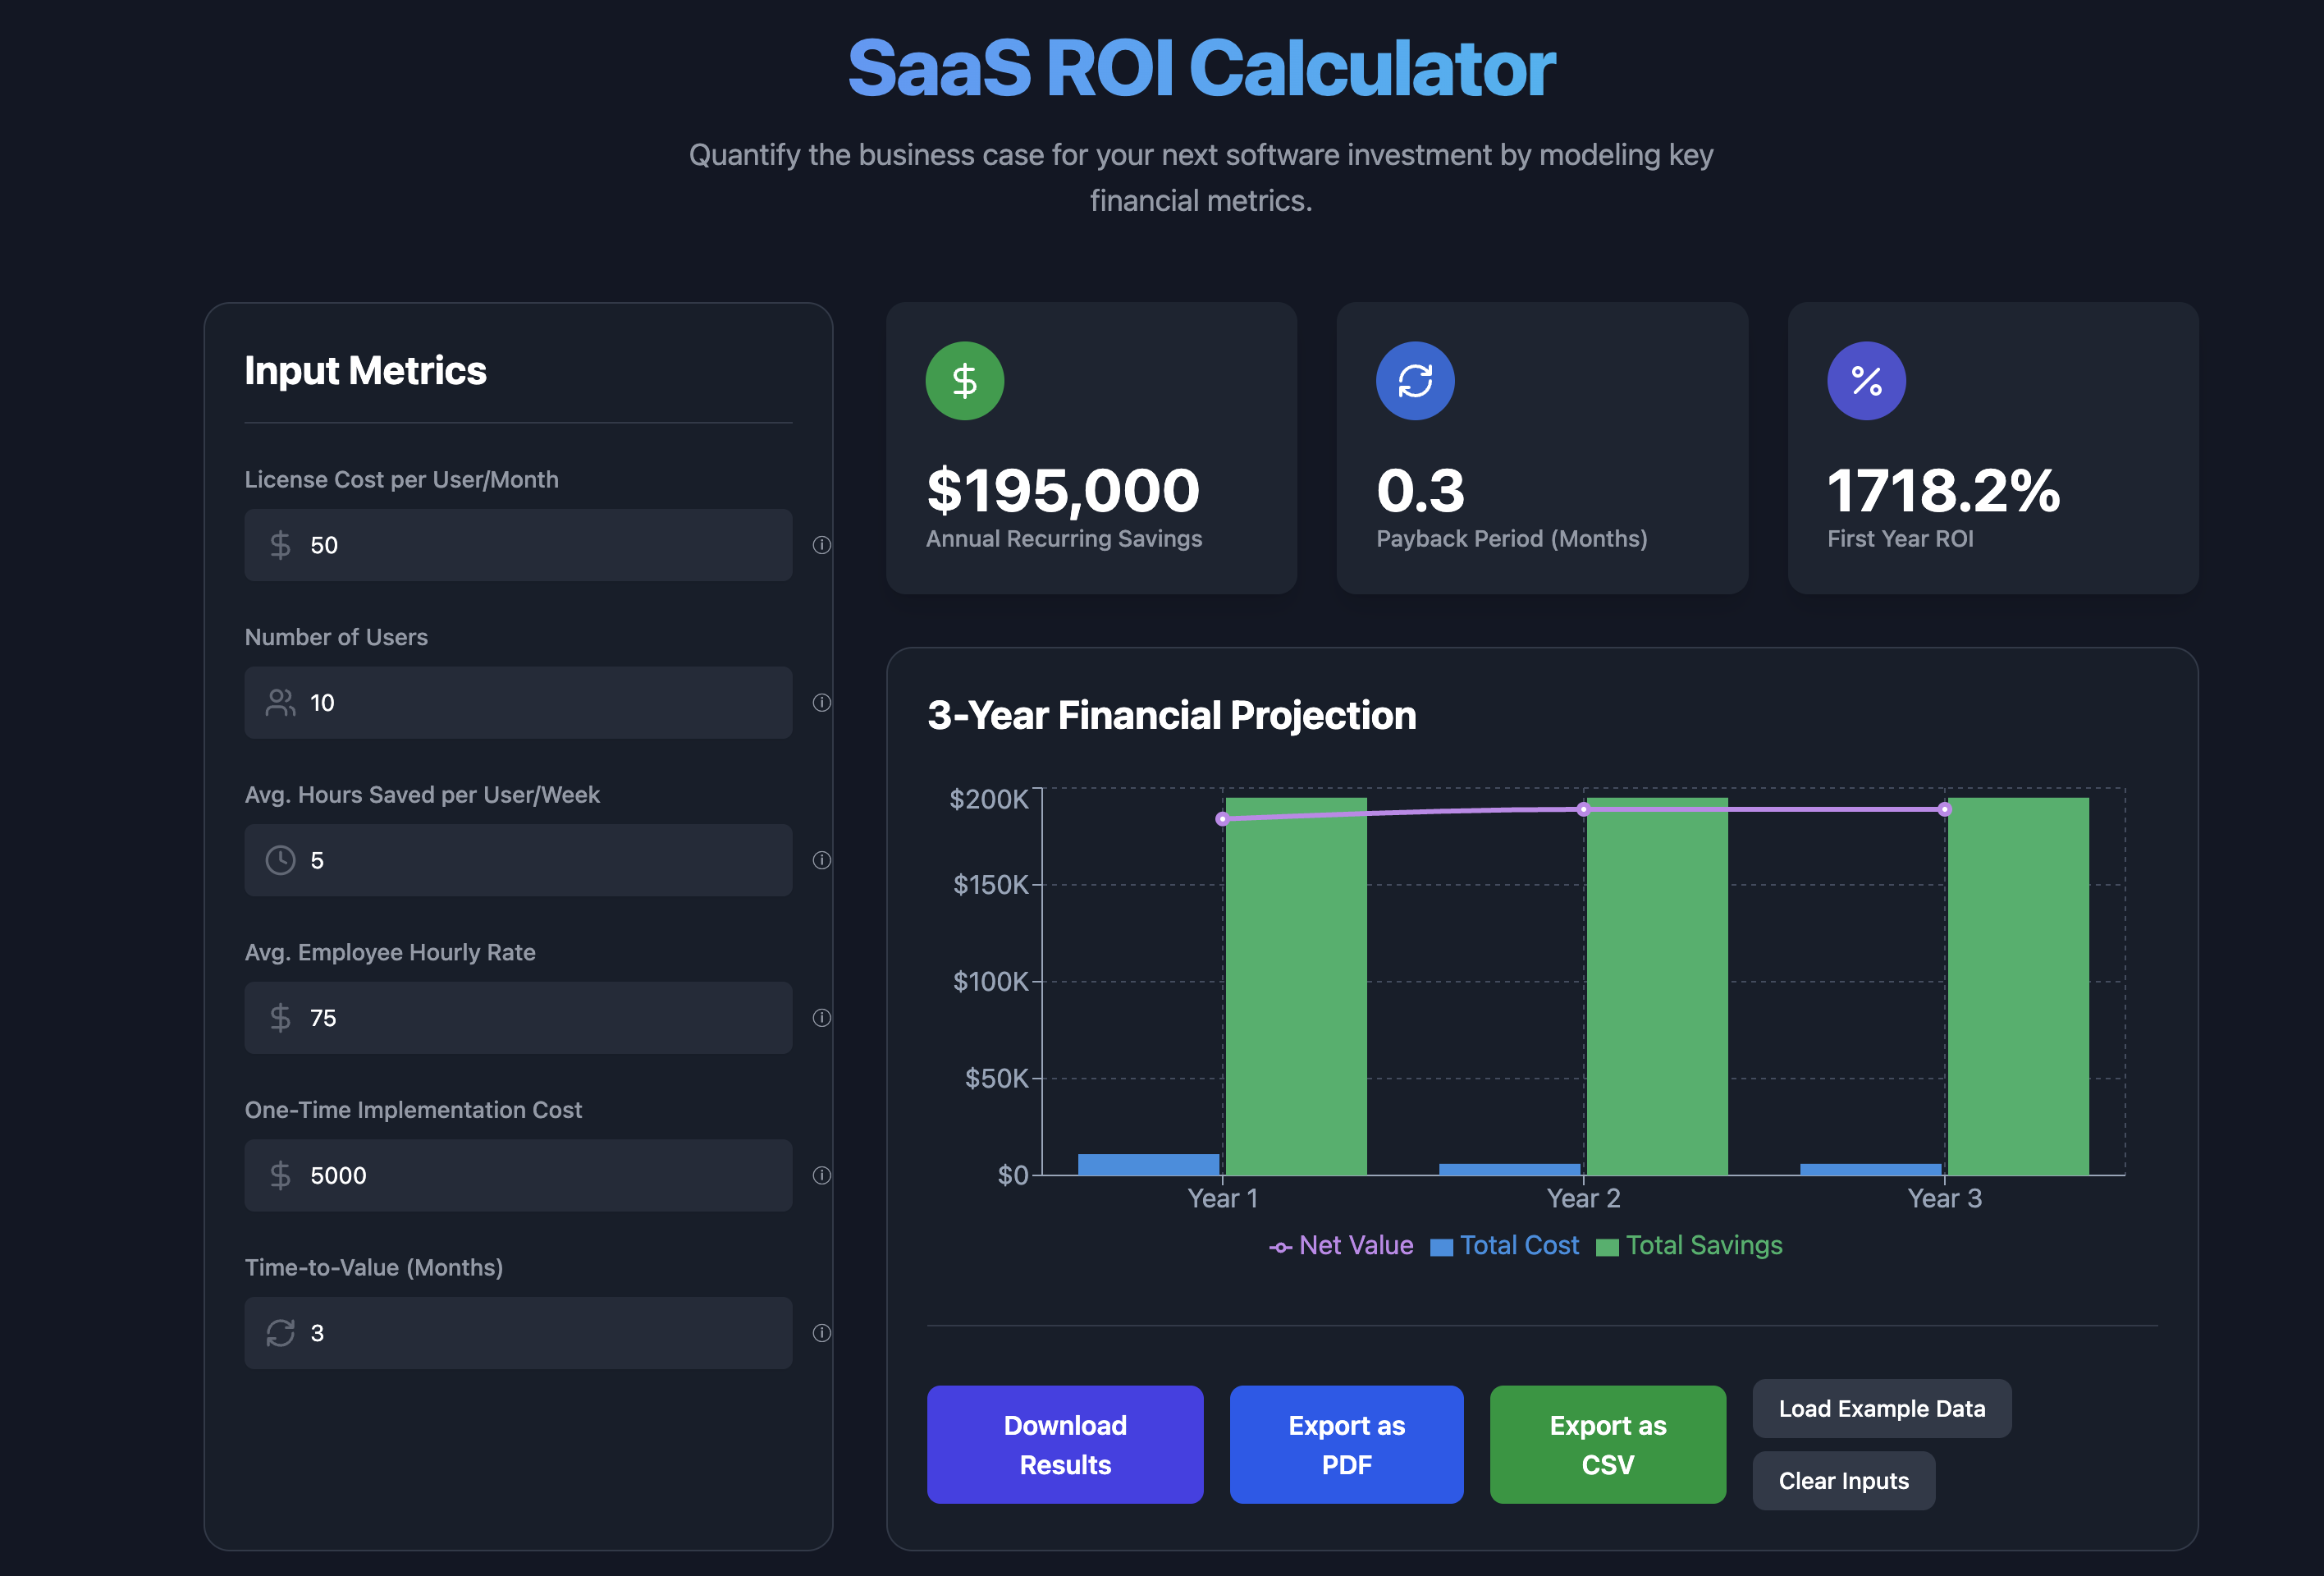 SaaS ROI Calculator
Quantify the business case for your next software investment by modeling key
financial metrics.
Input Metrics
License Cost per User/Month
50
Number of Users
10
Avg. Hours Saved per User/Week
5
Avg. Employee Hourly Rate
75
One-Time Implementation Cost
5000
Time-to-Value (Months)
3
$195,000
Annual Recurring Savings
0.3
Payback Period (Months)
1718.2%
First Year ROI
3-Year Financial Projection
$200K
$150K
$100K
$50K
$0
Year 1 Year 2 Year 3
Net Value Total Cost Total Savings
Download
Results
Export as
PDF
Export as
CSV
Load Example Data
Clear Inputs